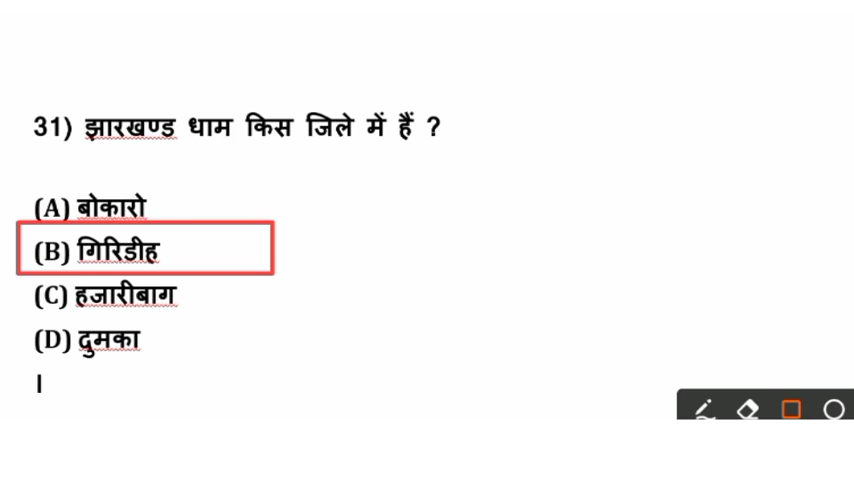 31) झारखण्ड धाम किस जिले में हैं ?
(A) बोकारो
(B) गिरिडीह
(C) हजारीबाग
(D) दुमका